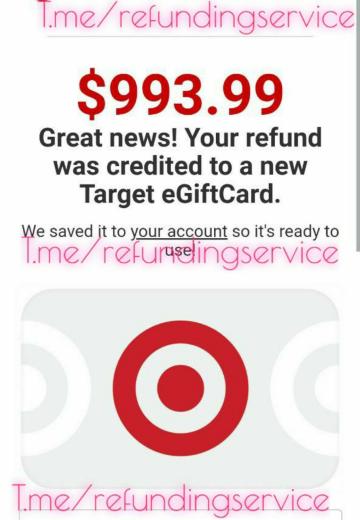 T.me/refundingservice
$993.99
Great news! Your refund
was credited to a new
Target eGiftCard.
We saved it to your account so it's ready to
use.
T.me/refundingservice
T.me/refundingservice